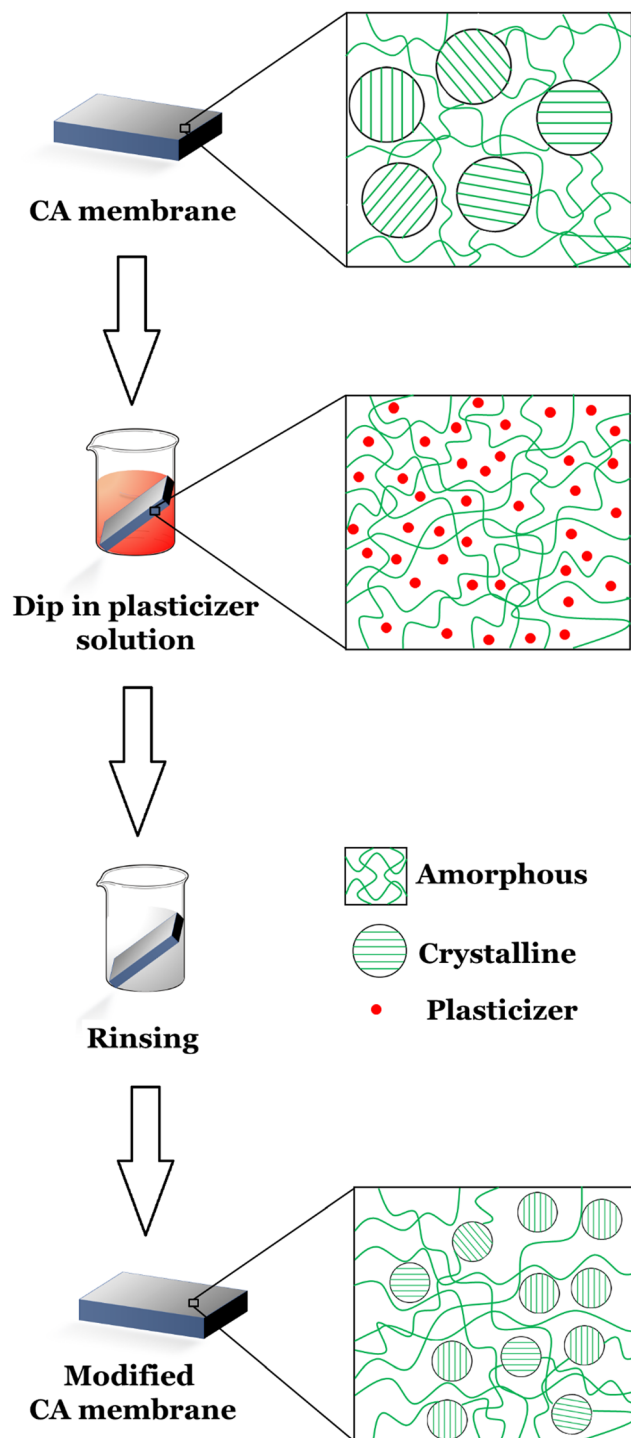 CA membrane
Dip in plasticizer
solution
Amorphous
Crystalline
Plasticizer
Rinsing
Modified
CA membrane